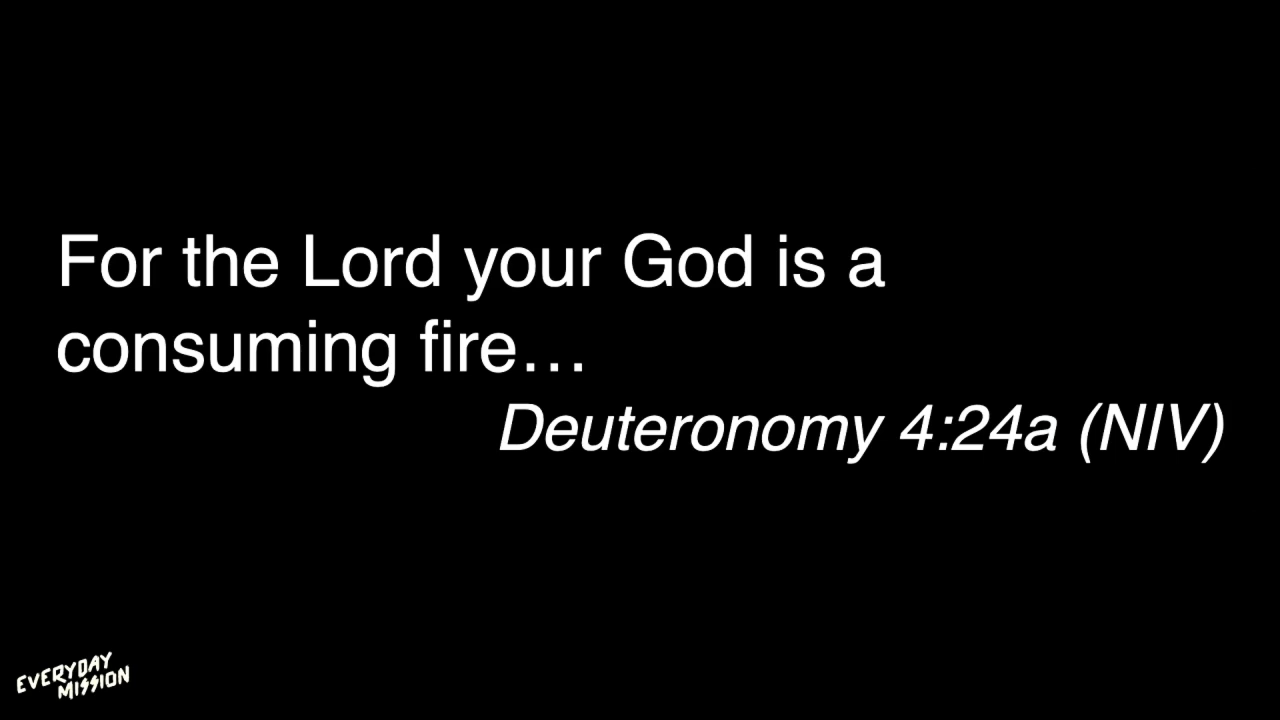 For the Lord your God is a
consuming fire…
Deuteronomy 4:24a (NIV)
EVERYDAY
MISSION